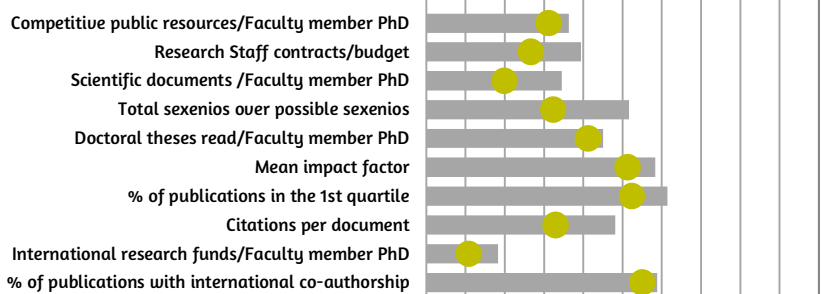 Competitive public resources/Faculty member PhD
Research Staff contracts/budget
Scientific documents /Faculty member PhD
Total sexenios over possible sexenios
Doctoral theses read/Faculty member PhD
Mean impact factor
% of publications in the 1st quartile
Citations per document
International research funds/Faculty member PhD
% of publications with international co-authorship